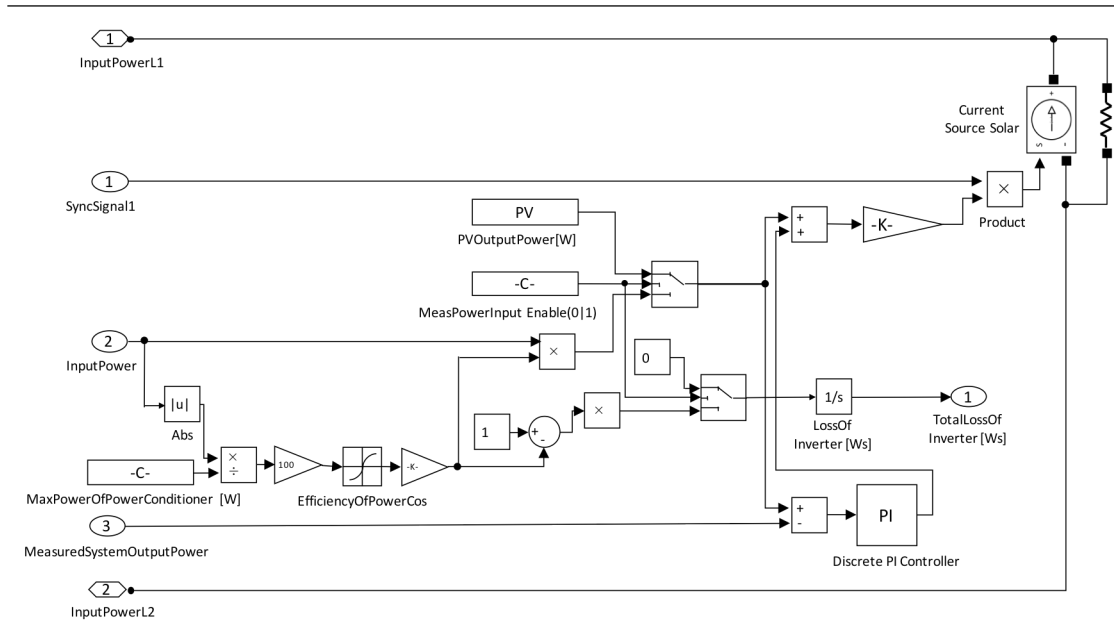 1
InputPowerL1
Current
Source Solar
+
s
-
1
SyncSignal1
×
Product
PV
PVOutputPower[W]
+
+
-K-
-C-
MeasPowerInput Enable(0|1)
2
InputPower
×
0
|u|
Abs
1
+
-
×
1/s
LossOf
Inverter [Ws]
1
TotalLossOf
Inverter [Ws]
-C-
MaxPowerOfPowerConditioner [W]
×
÷
100
EfficiencyOfPowerCos
-K-
3
MeasuredSystemOutputPower
+
-
PI
Discrete PI Controller
2
InputPowerL2